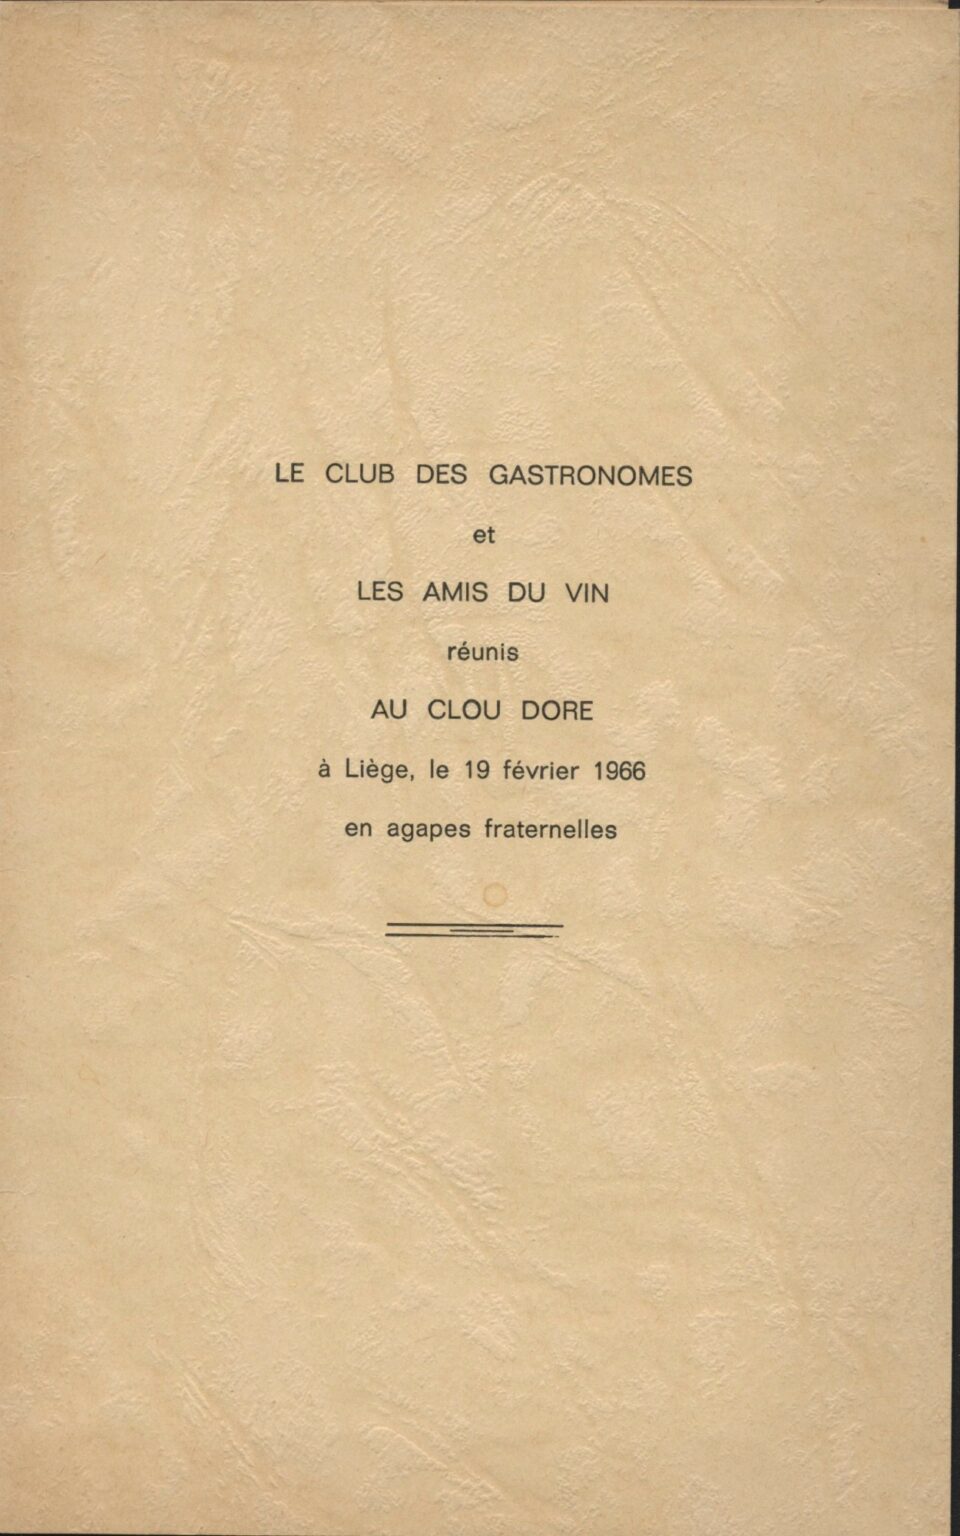 LE CLUB DES GASTRONOMES
et
LES AMIS DU VIN
réunis
AU CLOU DORE
à Liège, le 19 février 1966
en agapes fraternelles